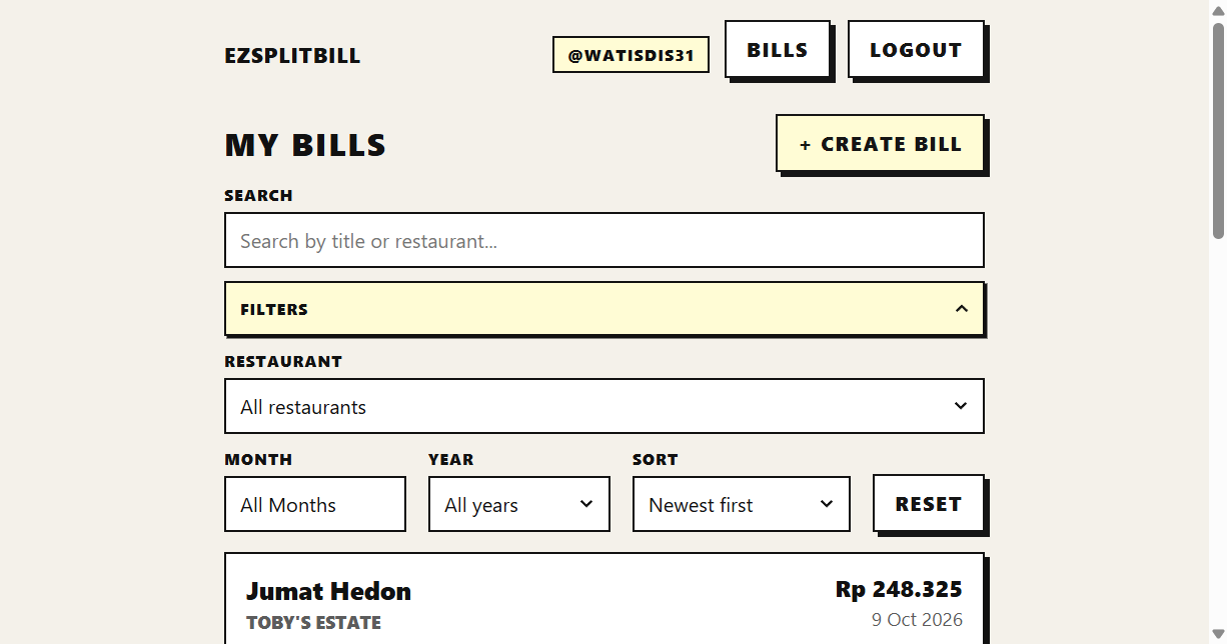 EZSPLITBILL
@WATISDIS31
BILLS
LOGOUT
MY BILLS
+ CREATE BILL
SEARCH
Search by title or restaurant...
FILTERS
RESTAURANT
All restaurants
MONTH
YEAR
SORT
All Months
All years
Newest first
RESET
Jumat Hedon
Rp 248.325
TOBY'S ESTATE
9 Oct 2026